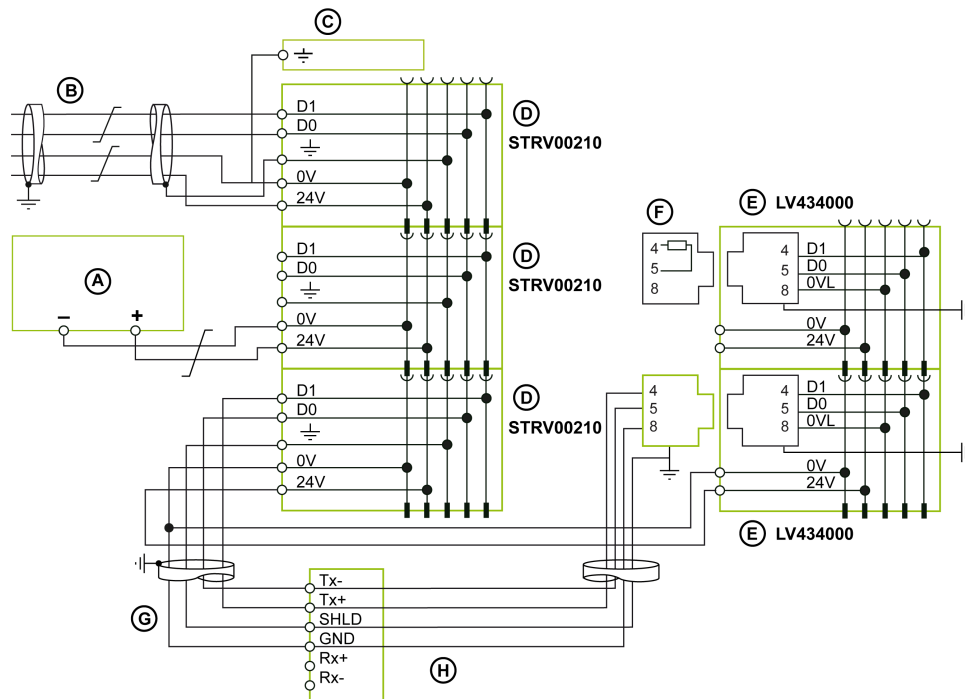 C
B
D1
D0
0V
24V
D
STRV00210
A
−
+
D1
D0
0V
24V
D
STRV00210
D1
D0
0V
24V
D
STRV00210
F
4
5
8
E LV434000
4
5
8
D1
D0
0VL
0V
24V
4
5
8
4
5
8
D1
D0
0VL
0V
24V
E LV434000
G
Tx-
Tx+
SHLD
GND
Rx+
Rx-
H